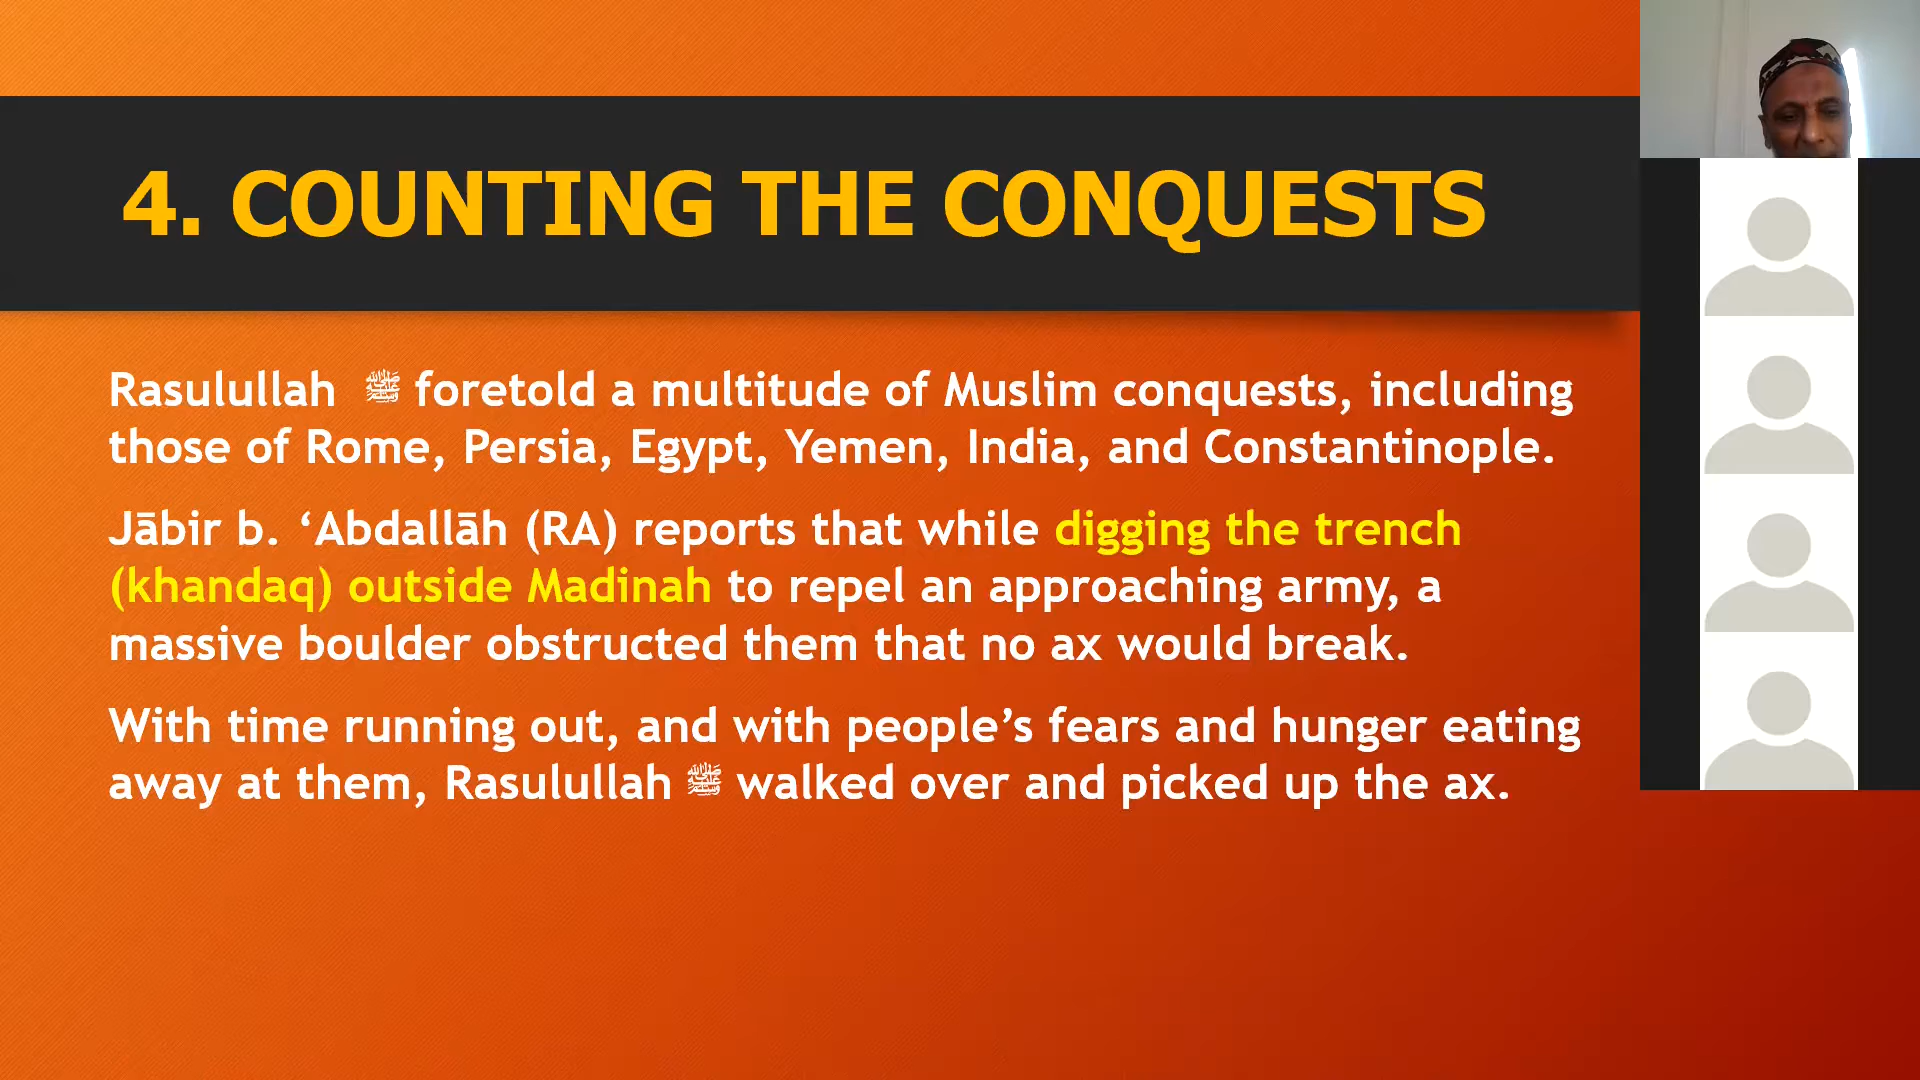 4. COUNTING THE CONQUESTS
Rasulullah ﷺ foretold a multitude of Muslim conquests, including
those of Rome, Persia, Egypt, Yemen, India, and Constantinople.
Jābir b. ‘Abdallāh (RA) reports that while digging the trench
(khandaq) outside Madinah to repel an approaching army, a
massive boulder obstructed them that no ax would break.
With time running out, and with people’s fears and hunger eating
away at them, Rasulullah ﷺ walked over and picked up the ax.